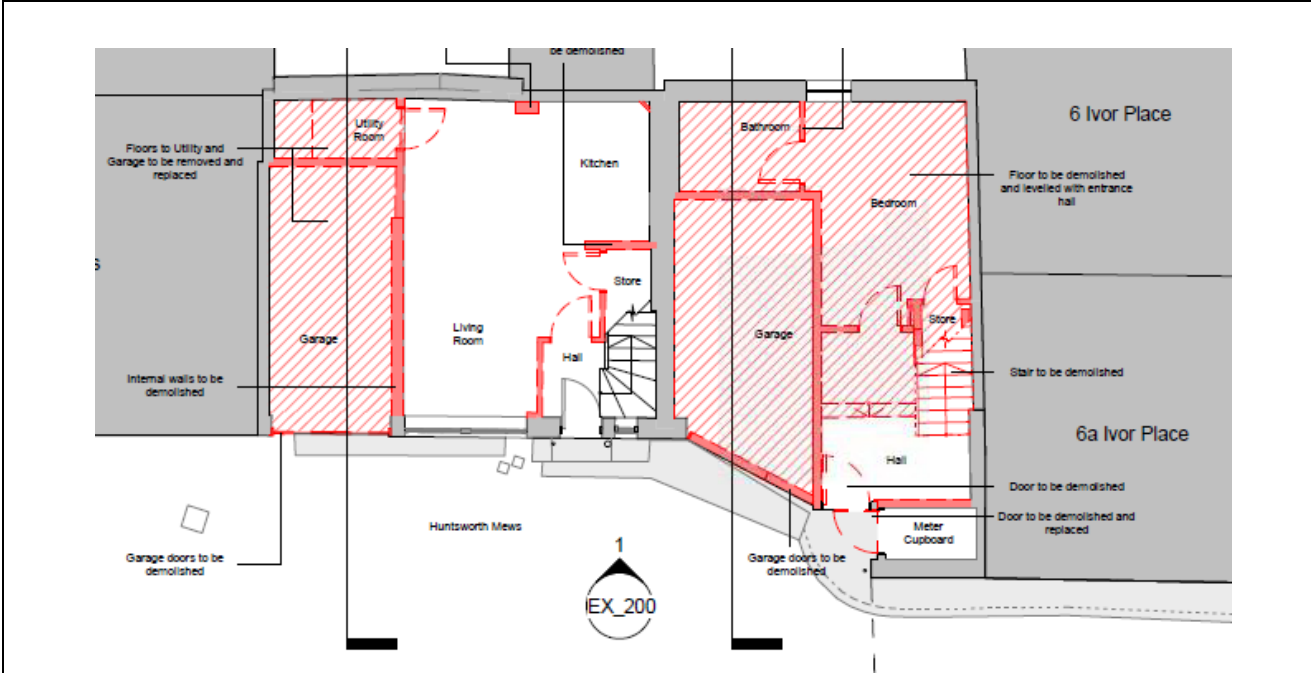 be demolished
6 Ivor Place
Utility
Room
Bathroom
Floors to Utility and
Garage to be removed and
replaced
Kitchen
Floor to be demolished
and levelled with entrance
hall
Bedroom
s
Store
Store
Garage
Living
Room
Garage
Hall
Internal walls to be
demolished
Stair to be demolished
6a Ivor Place
Hall
Door to be demolished
Door to be demolished and
replaced
Huntsworth Mews
Meter
Cupboard
Garage doors to be
demolished
Garage doors to be
demolished
1
EX_200